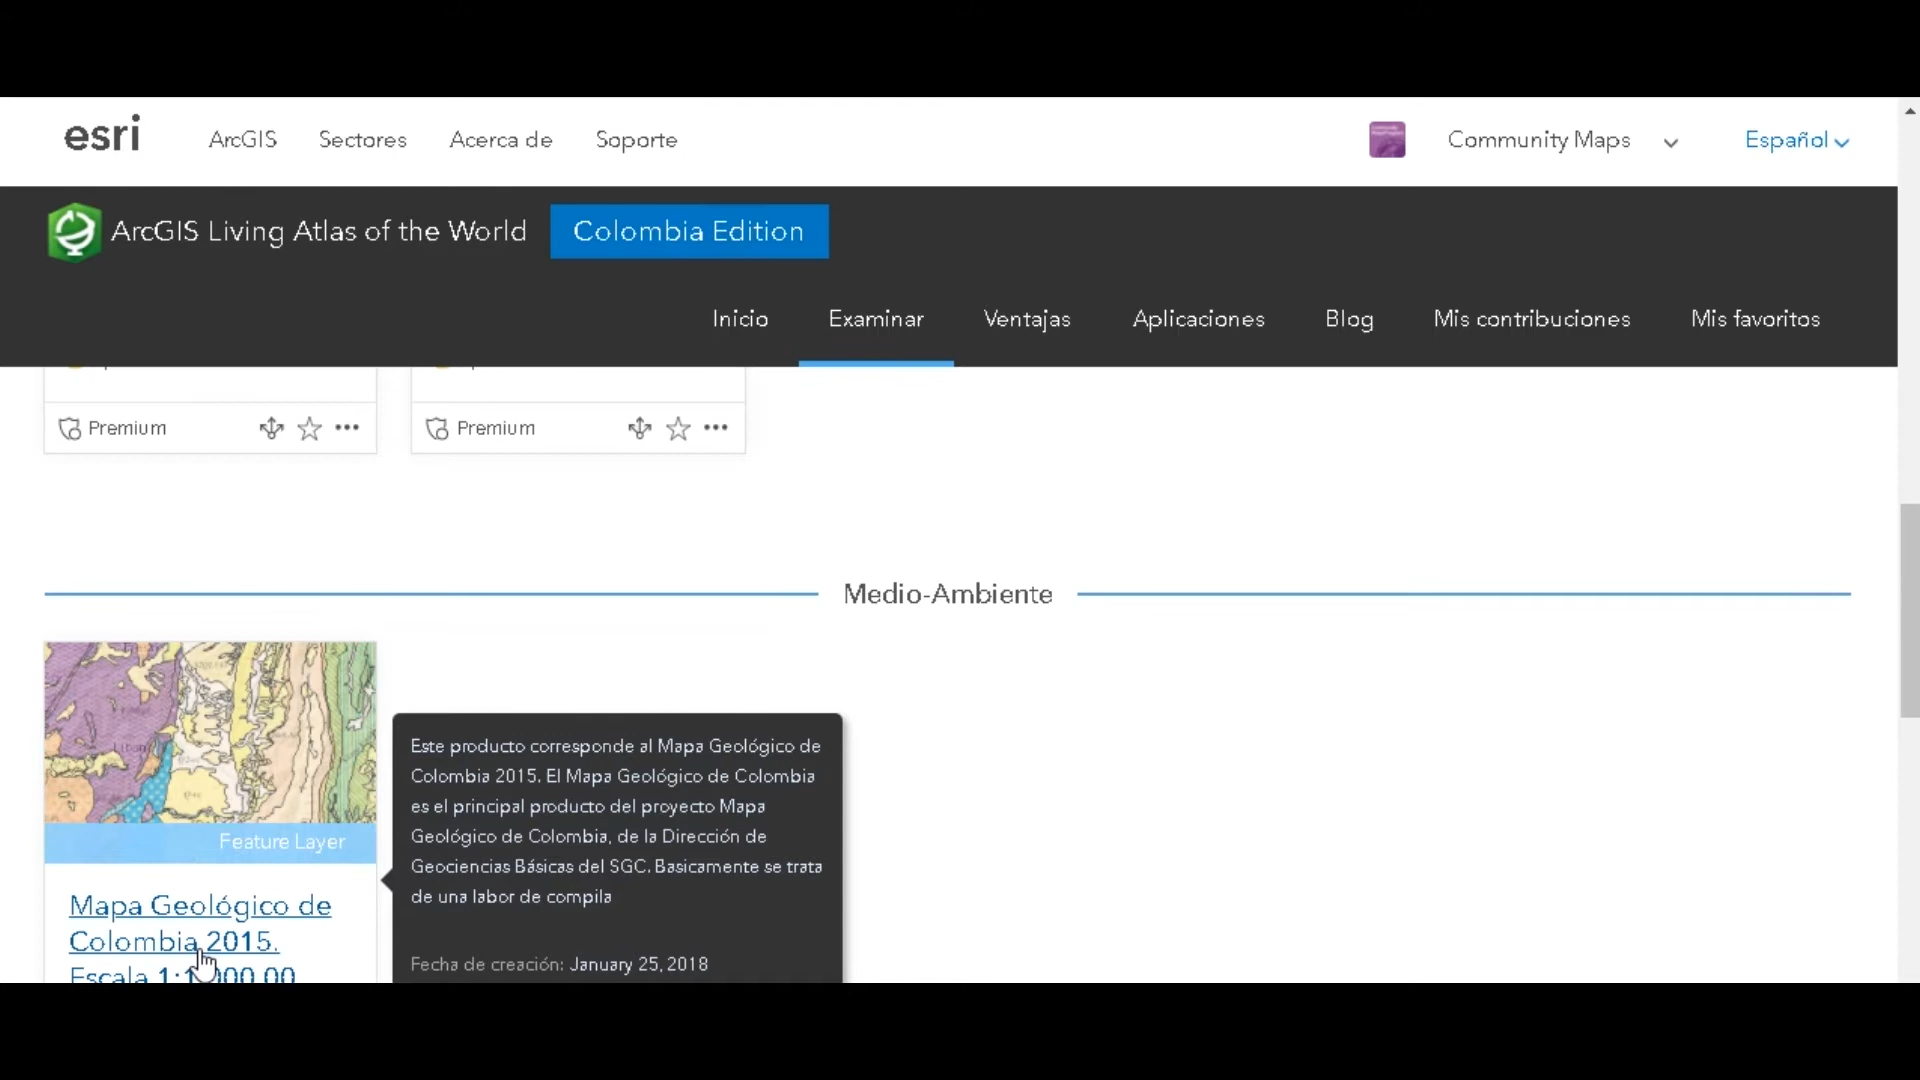 esri
ArcGIS Sectores Acerca de Soporte
Community Maps
Español
ArcGIS Living Atlas of the World
Colombia Edition
Inicio Examinar Ventajas Aplicaciones Blog Mis contribuciones Mis favoritos
Premium
Premium
Medio-Ambiente
Feature Layer
Mapa Geológico de
Colombia 2015.
Escala
Este producto corresponde al Mapa Geológico de
Colombia 2015. El Mapa Geológico de Colombia
es el principal producto del proyecto Mapa
Geológico de Colombia, de la Dirección de
Geociencias Básicas del SGC. Basicamente se trata
de una labor de compila
Fecha de creación: January 25, 2018